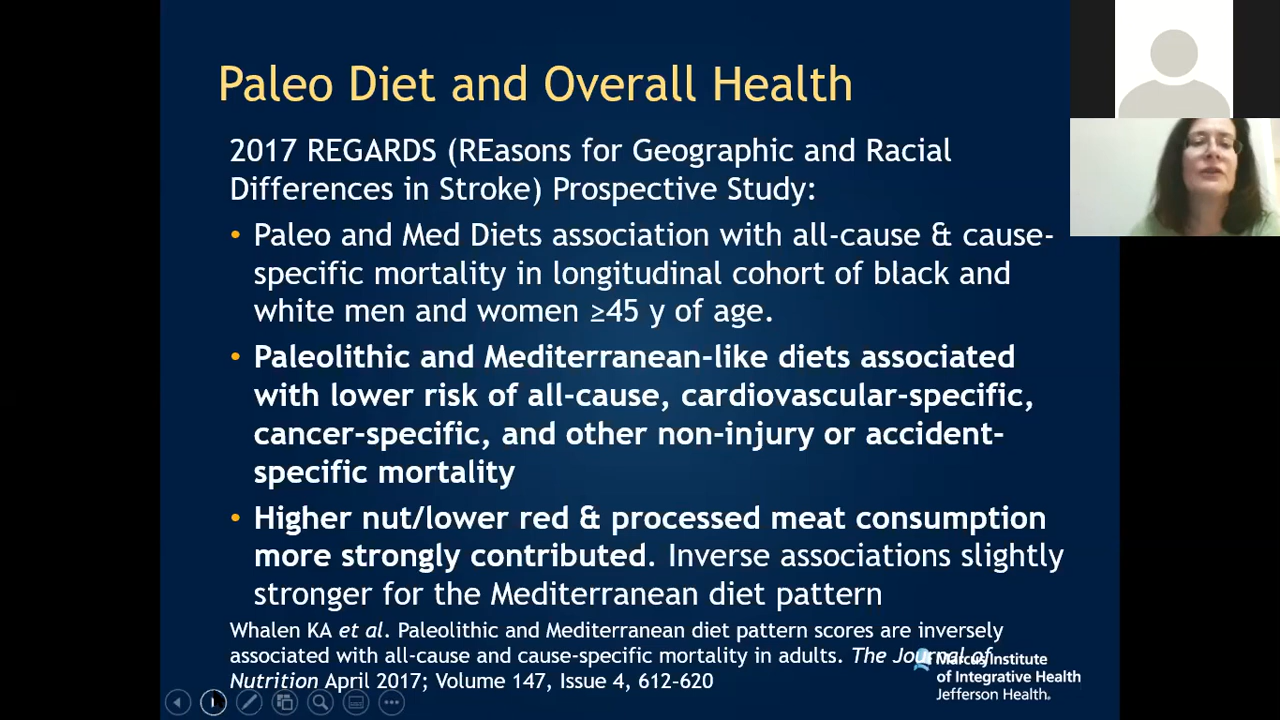 Paleo Diet and Overall Health
2017 REGARDS (REasons for Geographic and Racial
Differences in Stroke) Prospective Study:
• Paleo and Med Diets association with all-cause & cause-
specific mortality in longitudinal cohort of black and
white men and women ≥45 y of age.
• Paleolithic and Mediterranean-like diets associated
with lower risk of all-cause, cardiovascular-specific,
cancer-specific, and other non-injury or accident-
specific mortality
• Higher nut/lower red & processed meat consumption
more strongly contributed. Inverse associations slightly
stronger for the Mediterranean diet pattern
Whalen KA et al. Paleolithic and Mediterranean diet pattern scores are inversely
associated with all-cause and cause-specific mortality in adults. The Journal of
Nutrition April 2017; Volume 147, Issue 4, 612-620
Marcus Institute
of Integrative Health
Jefferson Health.